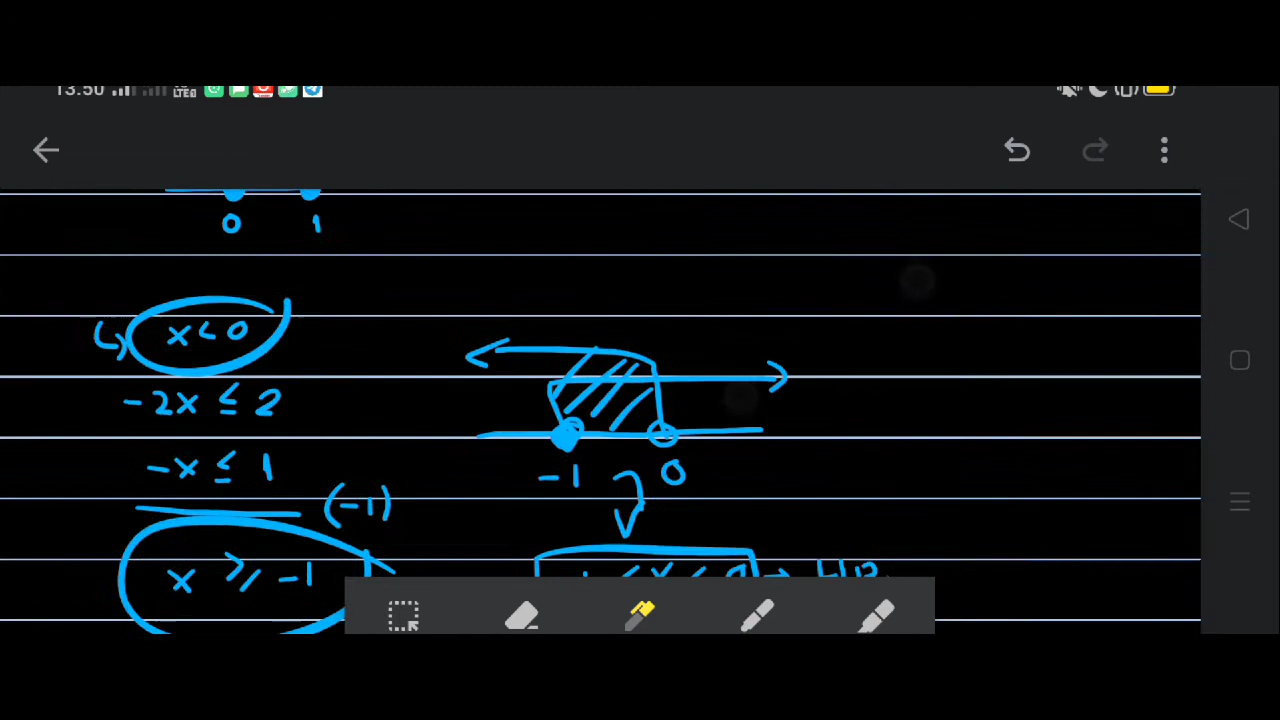 13.50
0 1
x < 0
-2x ≤ 2
-x ≤ 1
(-1)
x ≥ -1
-1 0